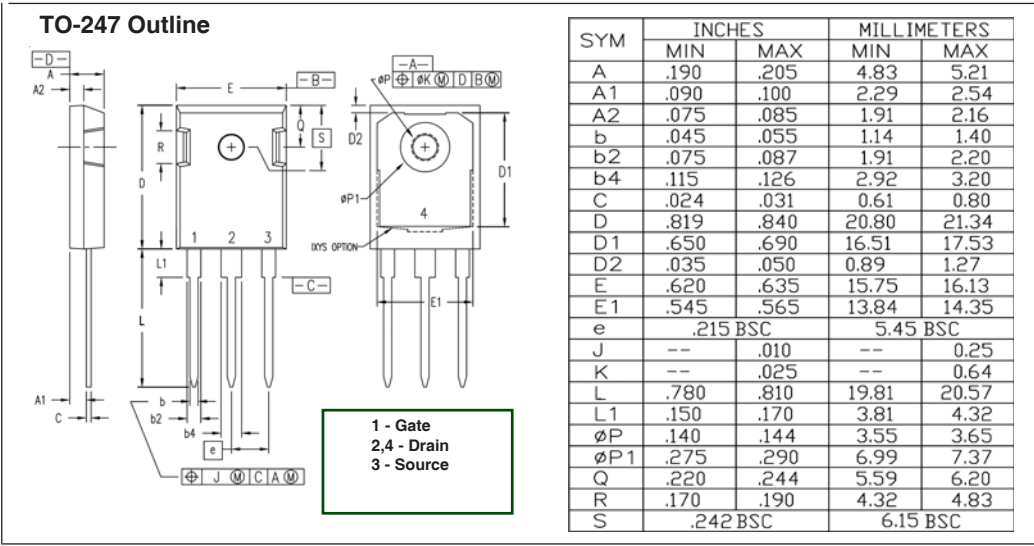 TO-247 Outline
-D-
A
A2
E
-B-
Q
S
R
D
1 2 3
L1
-C-
L
A1
C
b
b2
b4
e
⌖ J Ⓜ C A Ⓜ
-A-
øP ⌖ øK Ⓜ D B Ⓜ
D2
D1
øP1
4
IXYS OPTION
E1
1 - Gate
2,4 - Drain
3 - Source
SYM INCHES MILLIMETERS
MIN MAX MIN MAX
A .190 .205 4.83 5.21
A1 .090 .100 2.29 2.54
A2 .075 .085 1.91 2.16
b .045 .055 1.14 1.40
b2 .075 .087 1.91 2.20
b4 .115 .126 2.92 3.20
C .024 .031 0.61 0.80
D .819 .840 20.80 21.34
D1 .650 .690 16.51 17.53
D2 .035 .050 0.89 1.27
E .620 .635 15.75 16.13
E1 .545 .565 13.84 14.35
e .215 BSC 5.45 BSC
J -- .010 -- 0.25
K -- .025 -- 0.64
L .780 .810 19.81 20.57
L1 .150 .170 3.81 4.32
øP .140 .144 3.55 3.65
øP1 .275 .290 6.99 7.37
Q .220 .244 5.59 6.20
R .170 .190 4.32 4.83
S .242 BSC 6.15 BSC